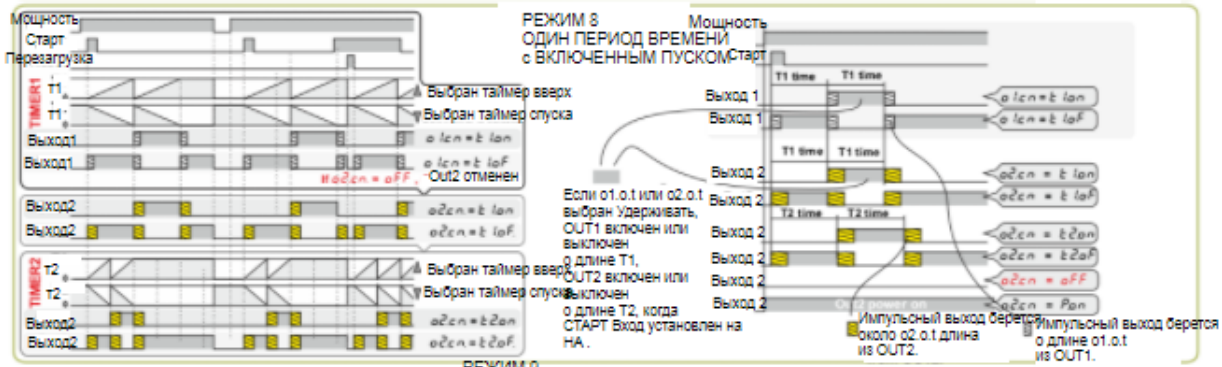 Мощность
Старт
Перезагрузка
TIMER1
T1
T1
Выбран таймер вверх
Выбран таймер спуска
Выход1
o1cn=t1on
Выход1
o1cn=t1oF
И o2cn = oFF, Out2 отменен
Выход2
o2cn=t1on
Выход2
o2cn=t1oF.
TIMER2
T2
T2
Выбран таймер вверх
Выбран таймер спуска
Выход2
o2cn=t2on
Выход2
o2cn=t2oF.
РЕЖИМ 8
ОДИН ПЕРИОД ВРЕМЕНИ
с ВКЛЮЧЕННЫМ ПУСКОМ
Если o1.o.t или o2.o.t
выбран Удерживать,
OUT1 включен или
выключен
о длине T1,
OUT2 включен или
выключен
о длине T2, когда
СТАРТ Вход установлен на
НА .
Мощность
Старт
T1 time T1 time
Выход 1
o1cn=t1on
Выход 1
o1cn=t1oF
T1 time T1 time
Выход 2
o2cn = t1on
Выход 2
o2cn = t1oF
T2 time T2 time
Выход 2
o2cn = t2on
Выход 2
o2cn = t2oF
Выход 2
o2cn = oFF
Выход 2
Out2 power on
o2cn = Pon
Импульсный выход берется
около o2.o.t длина
из OUT2.
Импульсный выход берется
о длине o1.o.t
из OUT1.
РЕЖИМ 9